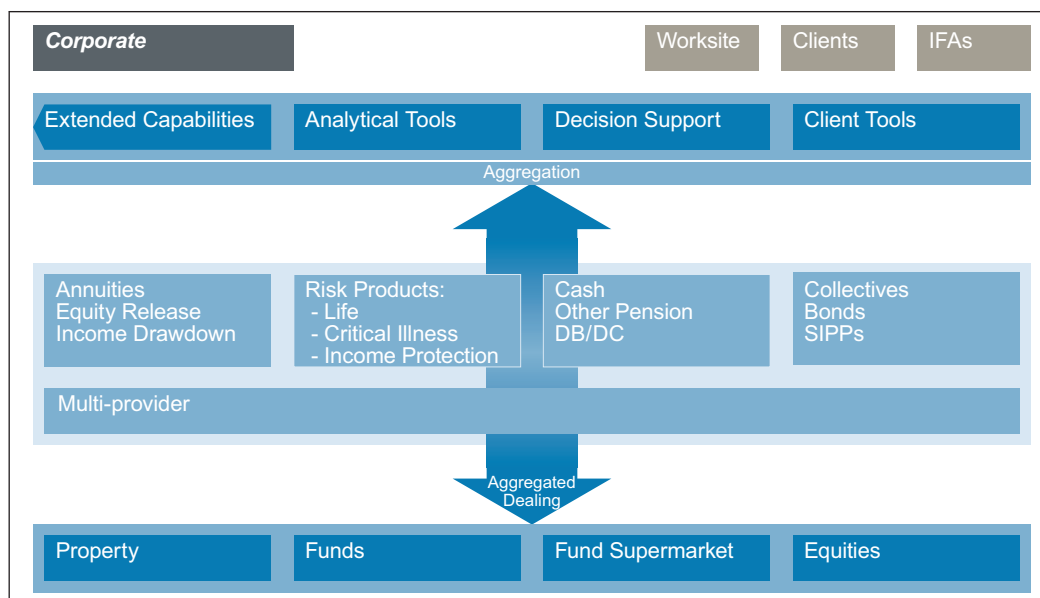 Corporate
Worksite
Clients
IFAs
Extended Capabilities
Analytical Tools
Decision Support
Client Tools
Aggregation
Annuities
Equity Release
Income Drawdown
Risk Products:
- Life
- Critical Illness
- Income Protection
Cash
Other Pension
DB/DC
Collectives
Bonds
SIPPs
Multi-provider
Aggregated
Dealing
Property
Funds
Fund Supermarket
Equities